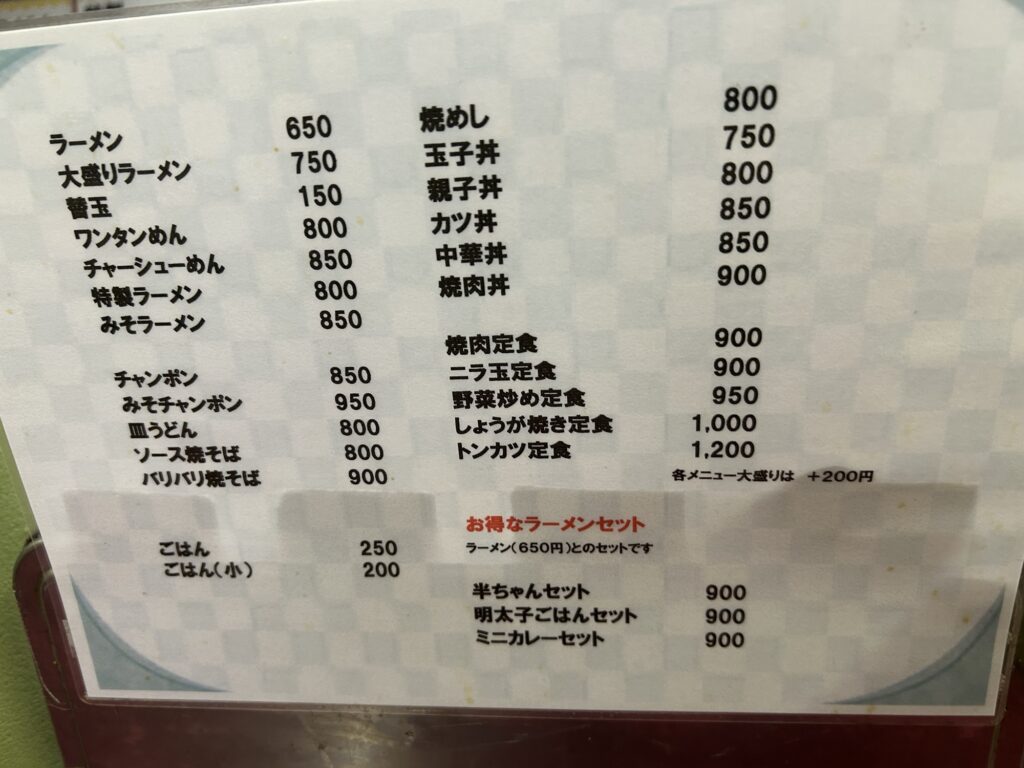 ラーメン 650
大盛りラーメン 750
替玉 150
ワンタンめん 800
チャーシューめん 850
特製ラーメン 800
みそラーメン 850
チャンポン 850
みそチャンポン 950
皿うどん 800
ソース焼そば 800
バリバリ焼そば 900
ごはん 250
ごはん(小) 200
焼めし 800
玉子丼 750
親子丼 800
カツ丼 850
中華丼 850
焼肉丼 900
焼肉定食 900
ニラ玉定食 900
野菜炒め定食 950
しょうが焼き定食 1,000
トンカツ定食 1,200
各メニュー大盛りは +200円
お得なラーメンセット
ラーメン(650円)とのセットです
半ちゃんセット 900
明太子ごはんセット 900
ミニカレーセット 900